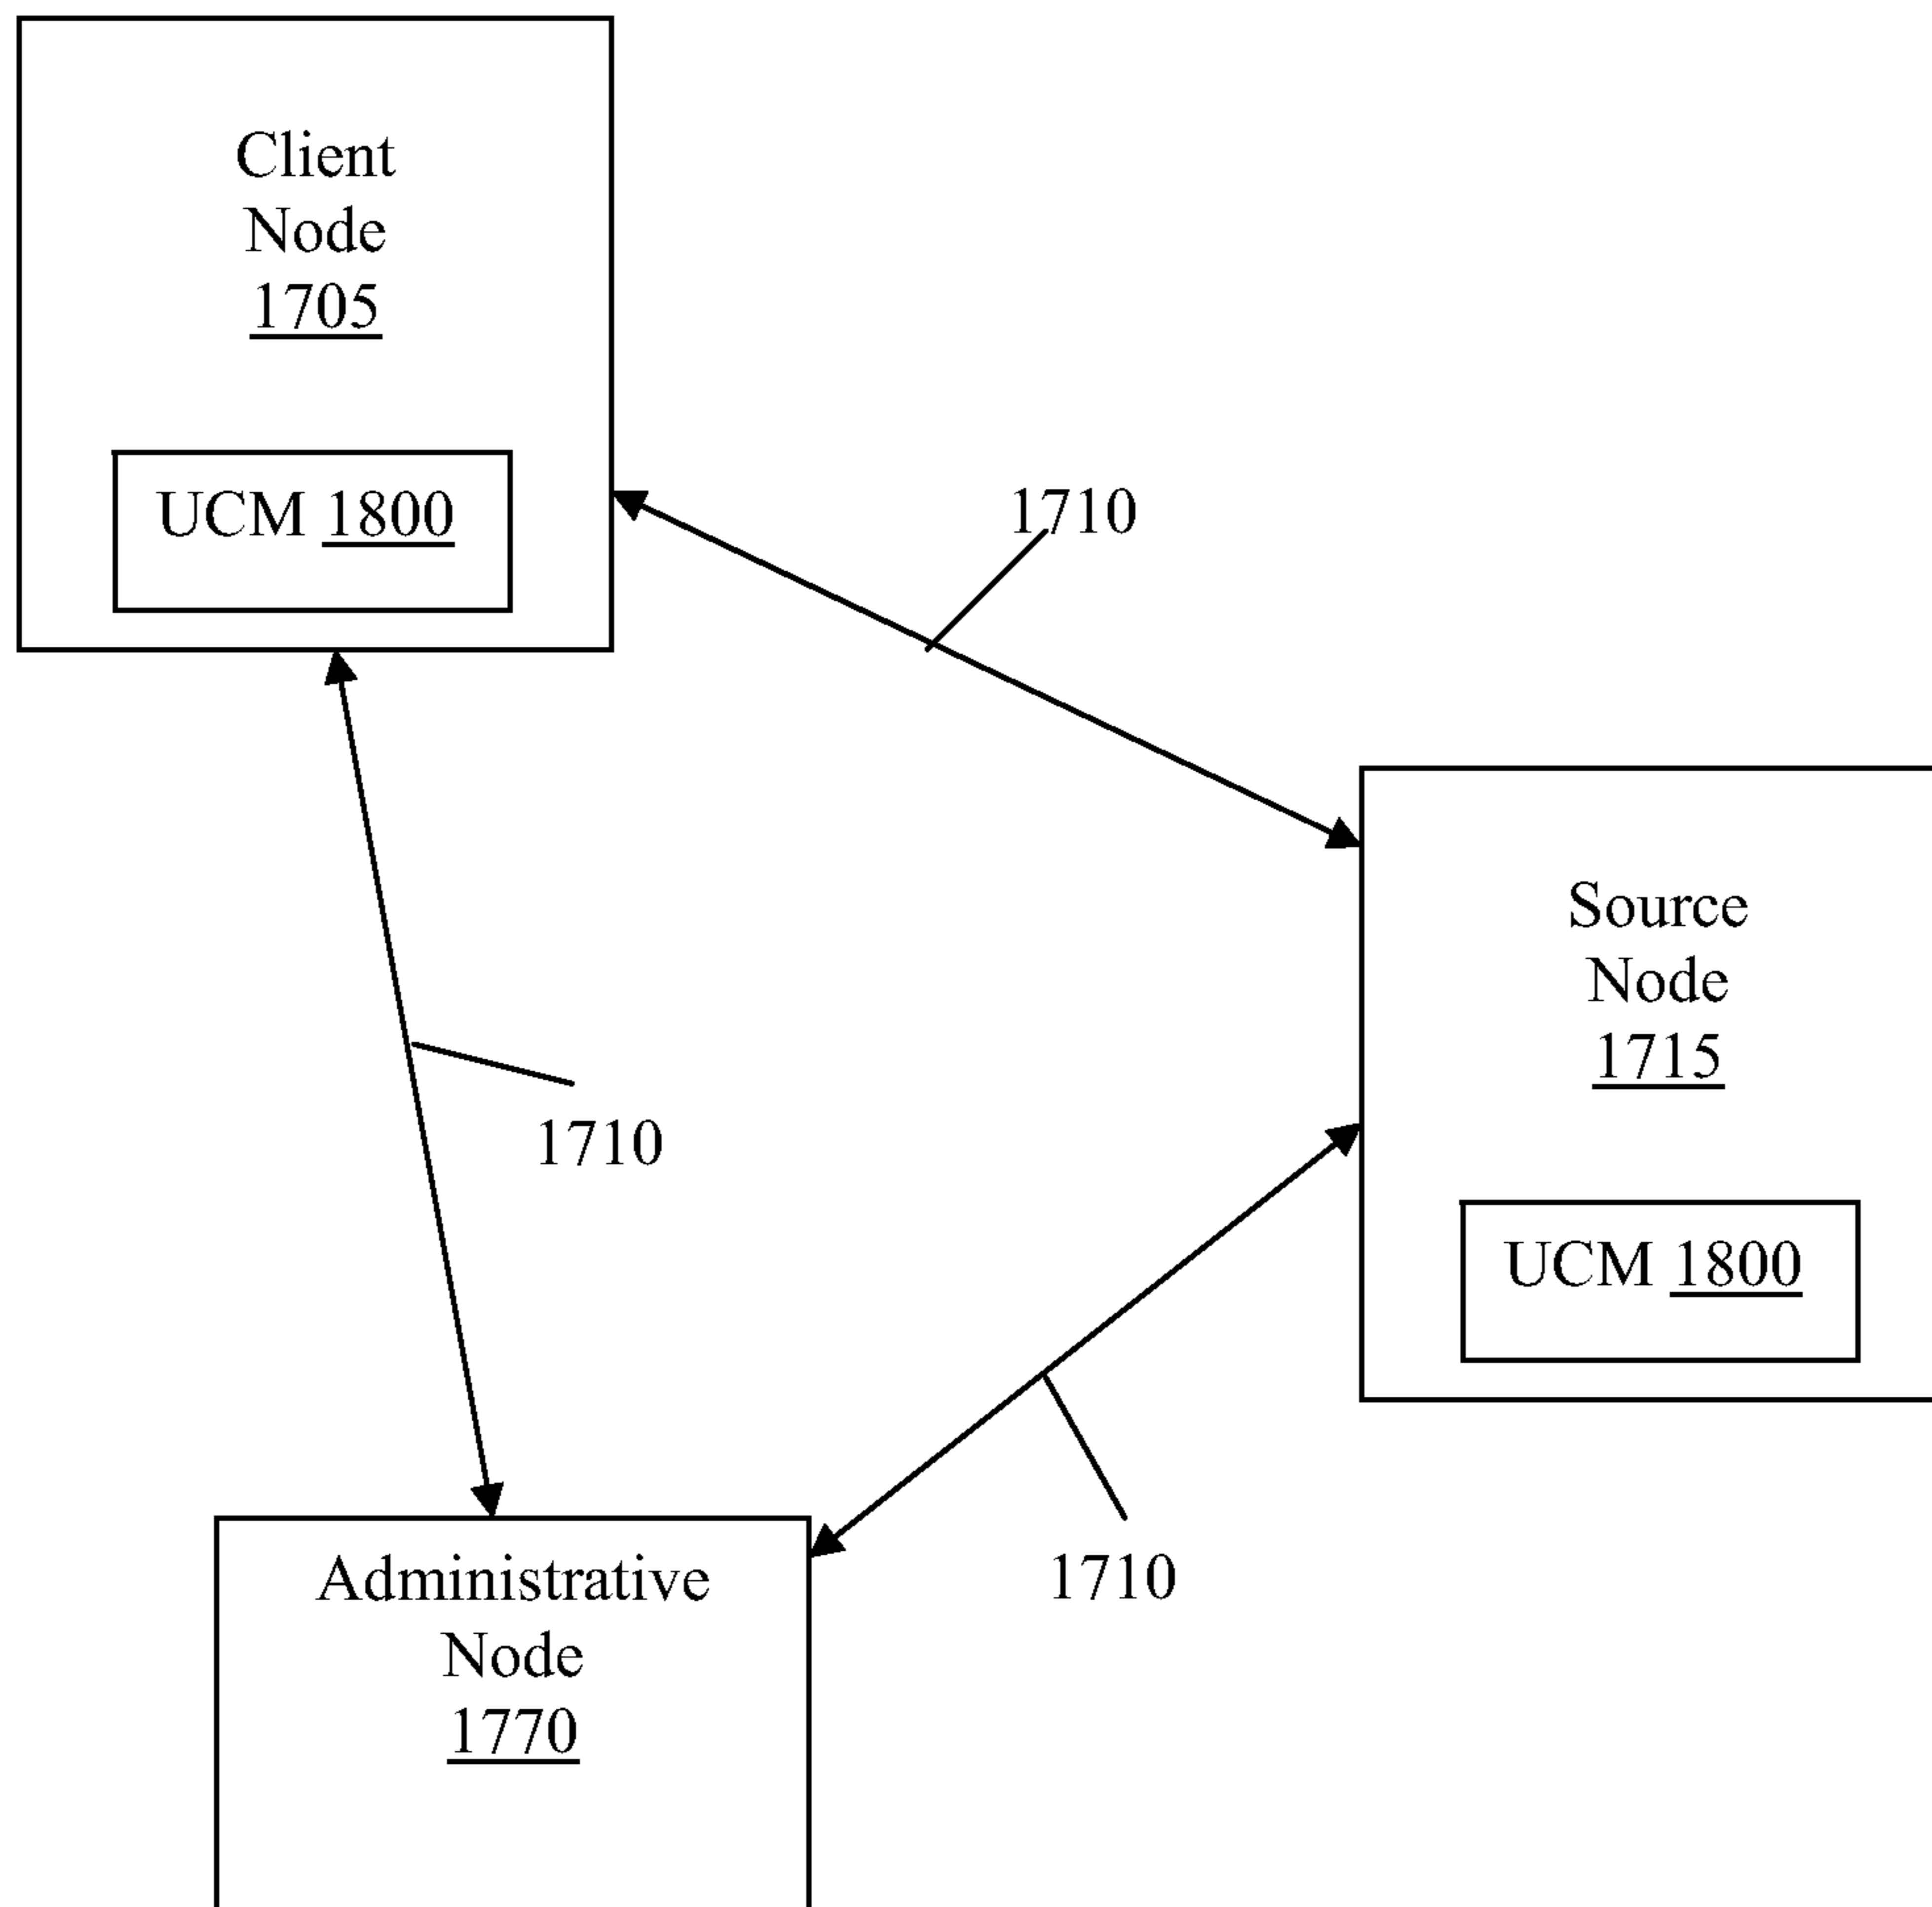 Client
Node
1705
UCM 1800
1710
Source
Node
1715
1710
UCM 1800
Administrative
Node
1770
1710